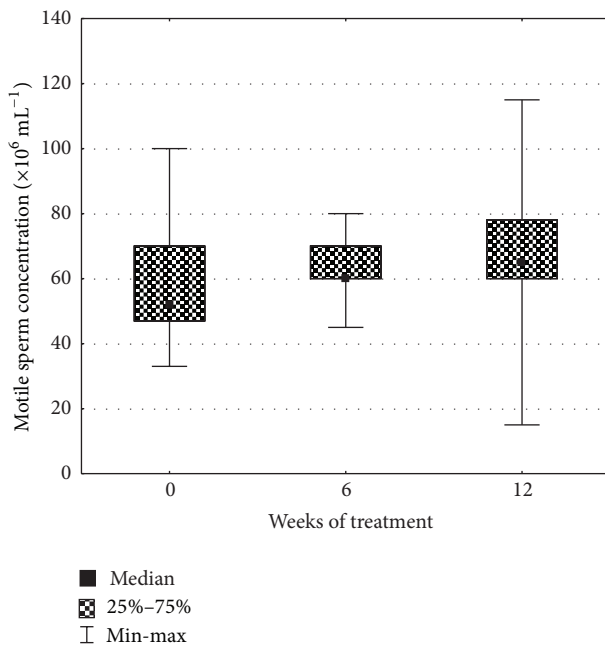 Motile sperm concentration (×10⁶ mL⁻¹)
140
120
100
80
60
40
20
0
0 6 12
Weeks of treatment
Median
25%–75%
Min-max